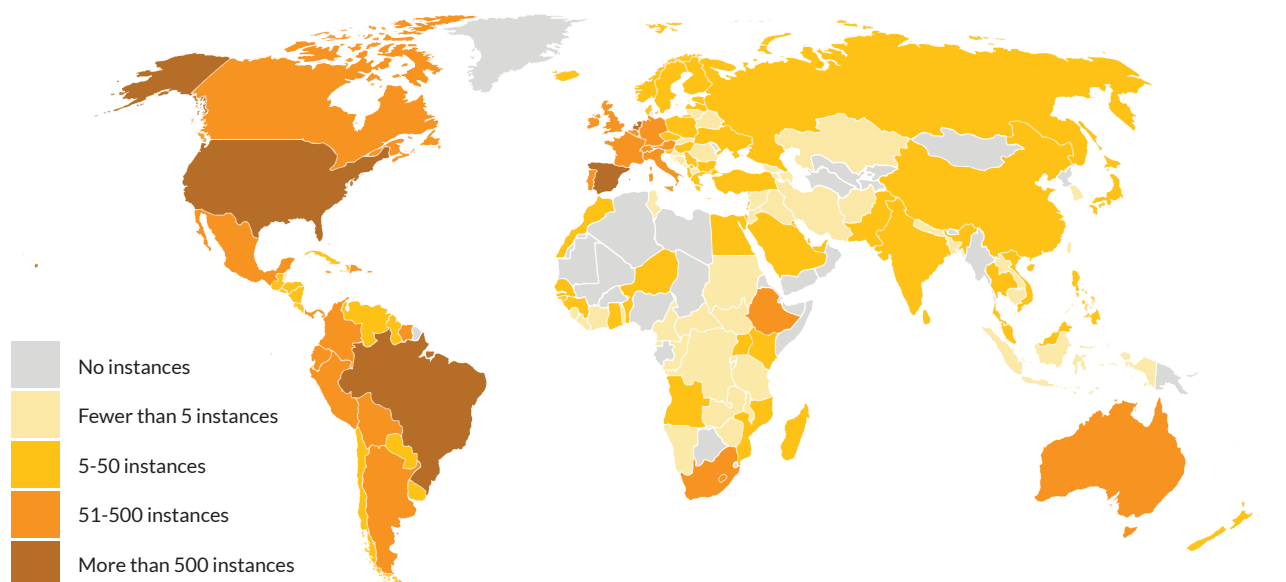 No instances
Fewer than 5 instances
5-50 instances
51-500 instances
More than 500 instances